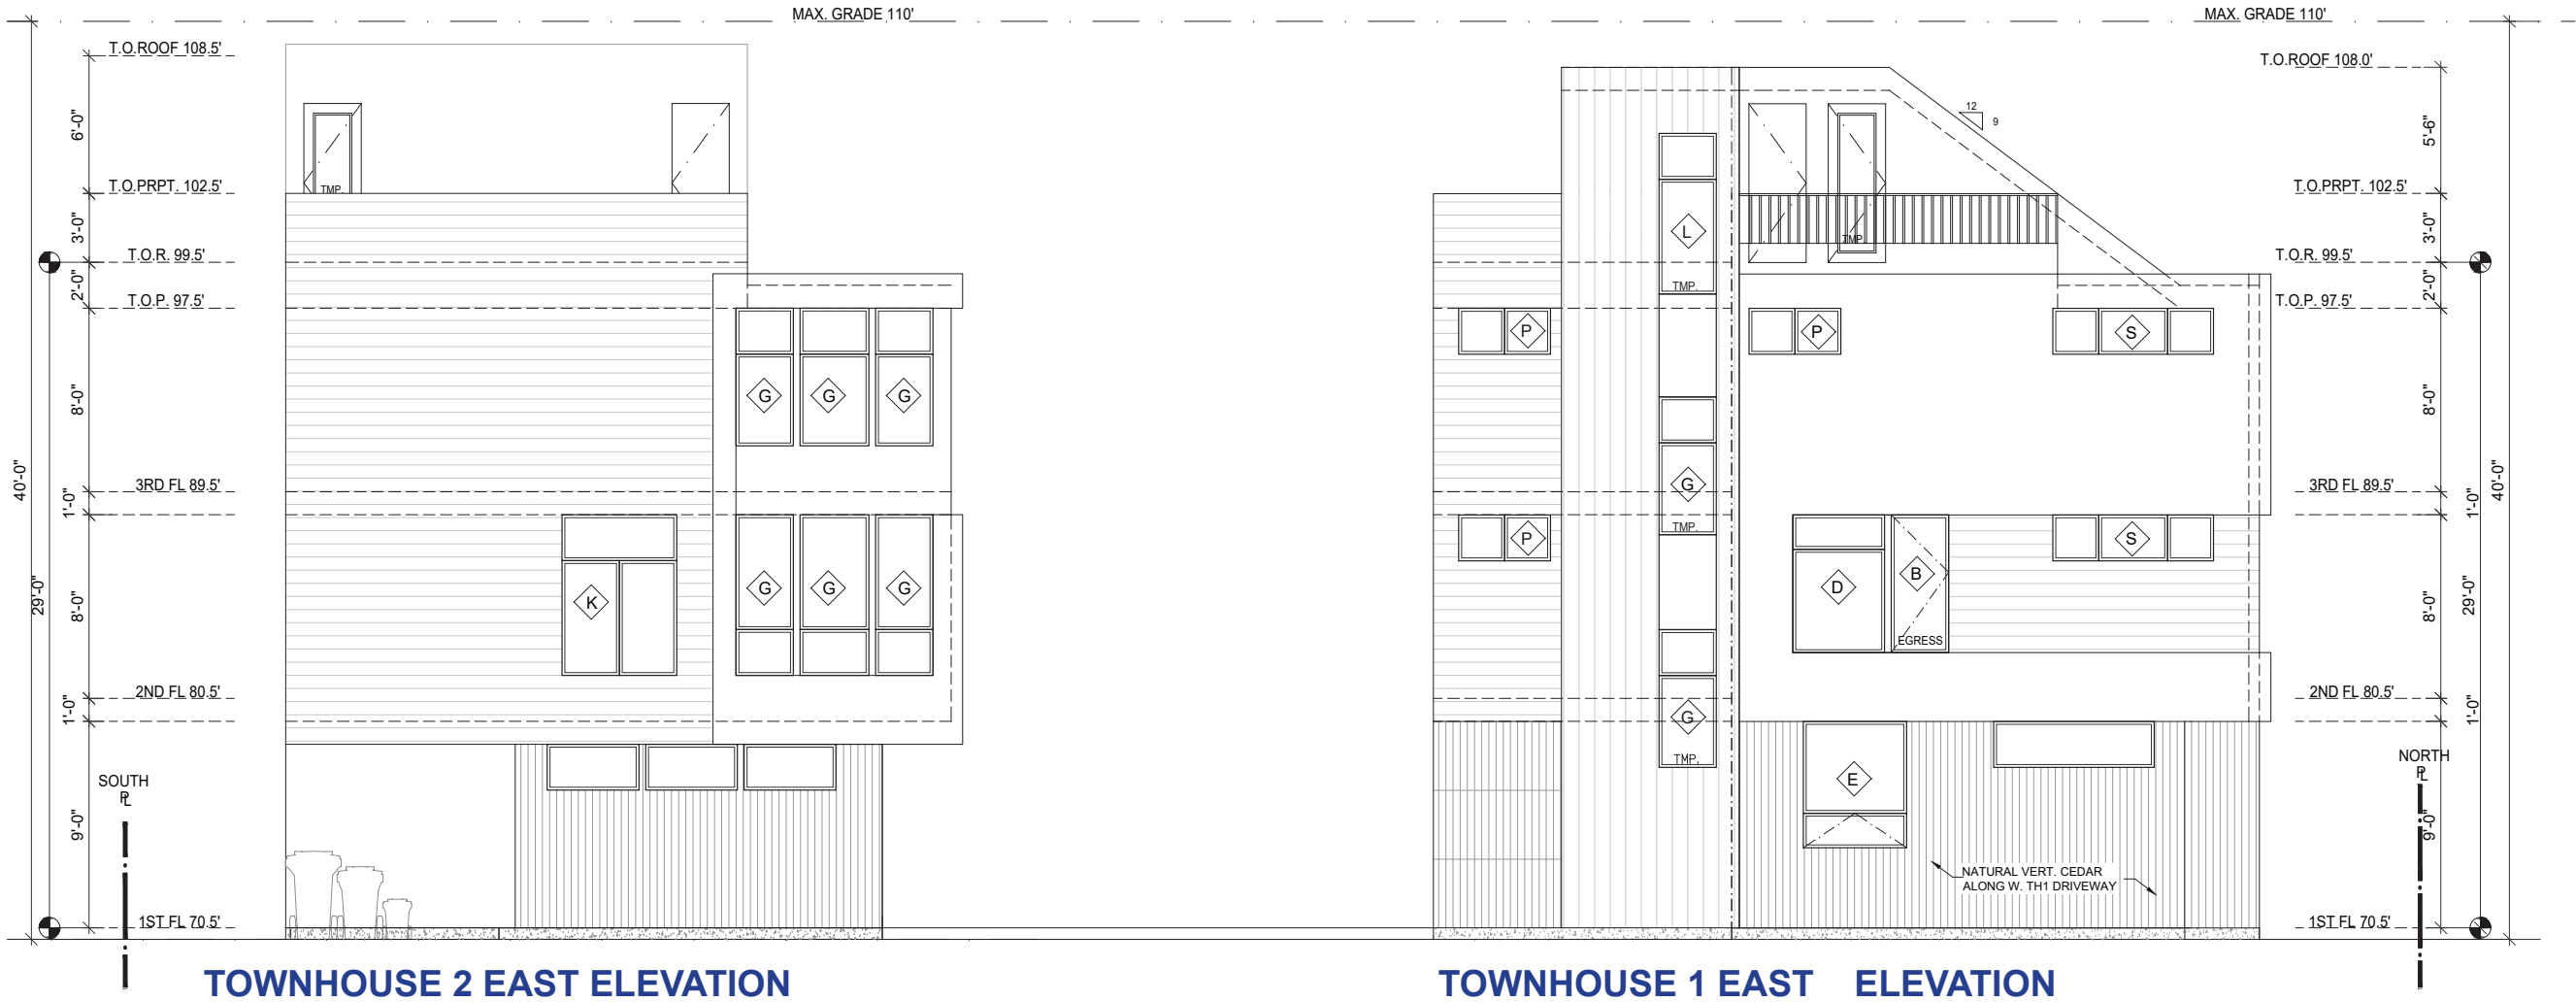 MAX. GRADE 110'
MAX. GRADE 110'
T.O.ROOF 108.5'
6'-0"
T.O.PRPT. 102.5'
3'-0"
T.O.R. 99.5'
2'-0"
T.O.P. 97.5'
8'-0"
3RD FL 89.5'
1'-0"
8'-0"
2ND FL 80.5'
1'-0"
9'-0"
1ST FL 70.5'
40'-0"
29'-0"
SOUTH
PL
TMP.
G G G
K
G G G
TOWNHOUSE 2 EAST ELEVATION
12
9
L
TMP.
TMP.
P
P
S
G
TMP.
P
D
B
EGRESS
S
G
TMP.
E
NATURAL VERT. CEDAR
ALONG W. TH1 DRIVEWAY
T.O.ROOF 108.0'
5'-6"
T.O.PRPT. 102.5'
3'-0"
T.O.R. 99.5'
2'-0"
T.O.P. 97.5'
8'-0"
3RD FL 89.5'
1'-0"
8'-0"
2ND FL 80.5'
1'-0"
9'-0"
1ST FL 70.5'
40'-0"
29'-0"
NORTH
PL
TOWNHOUSE 1 EAST ELEVATION